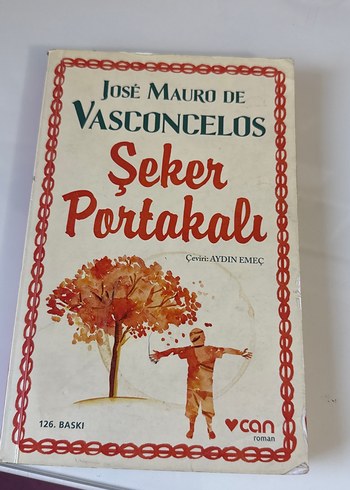 JOSÉ MAURO DE
VASCONCELOS
Şeker
Portakalı
Çeviri: AYDIN EMEÇ
126. BASKI
can
roman